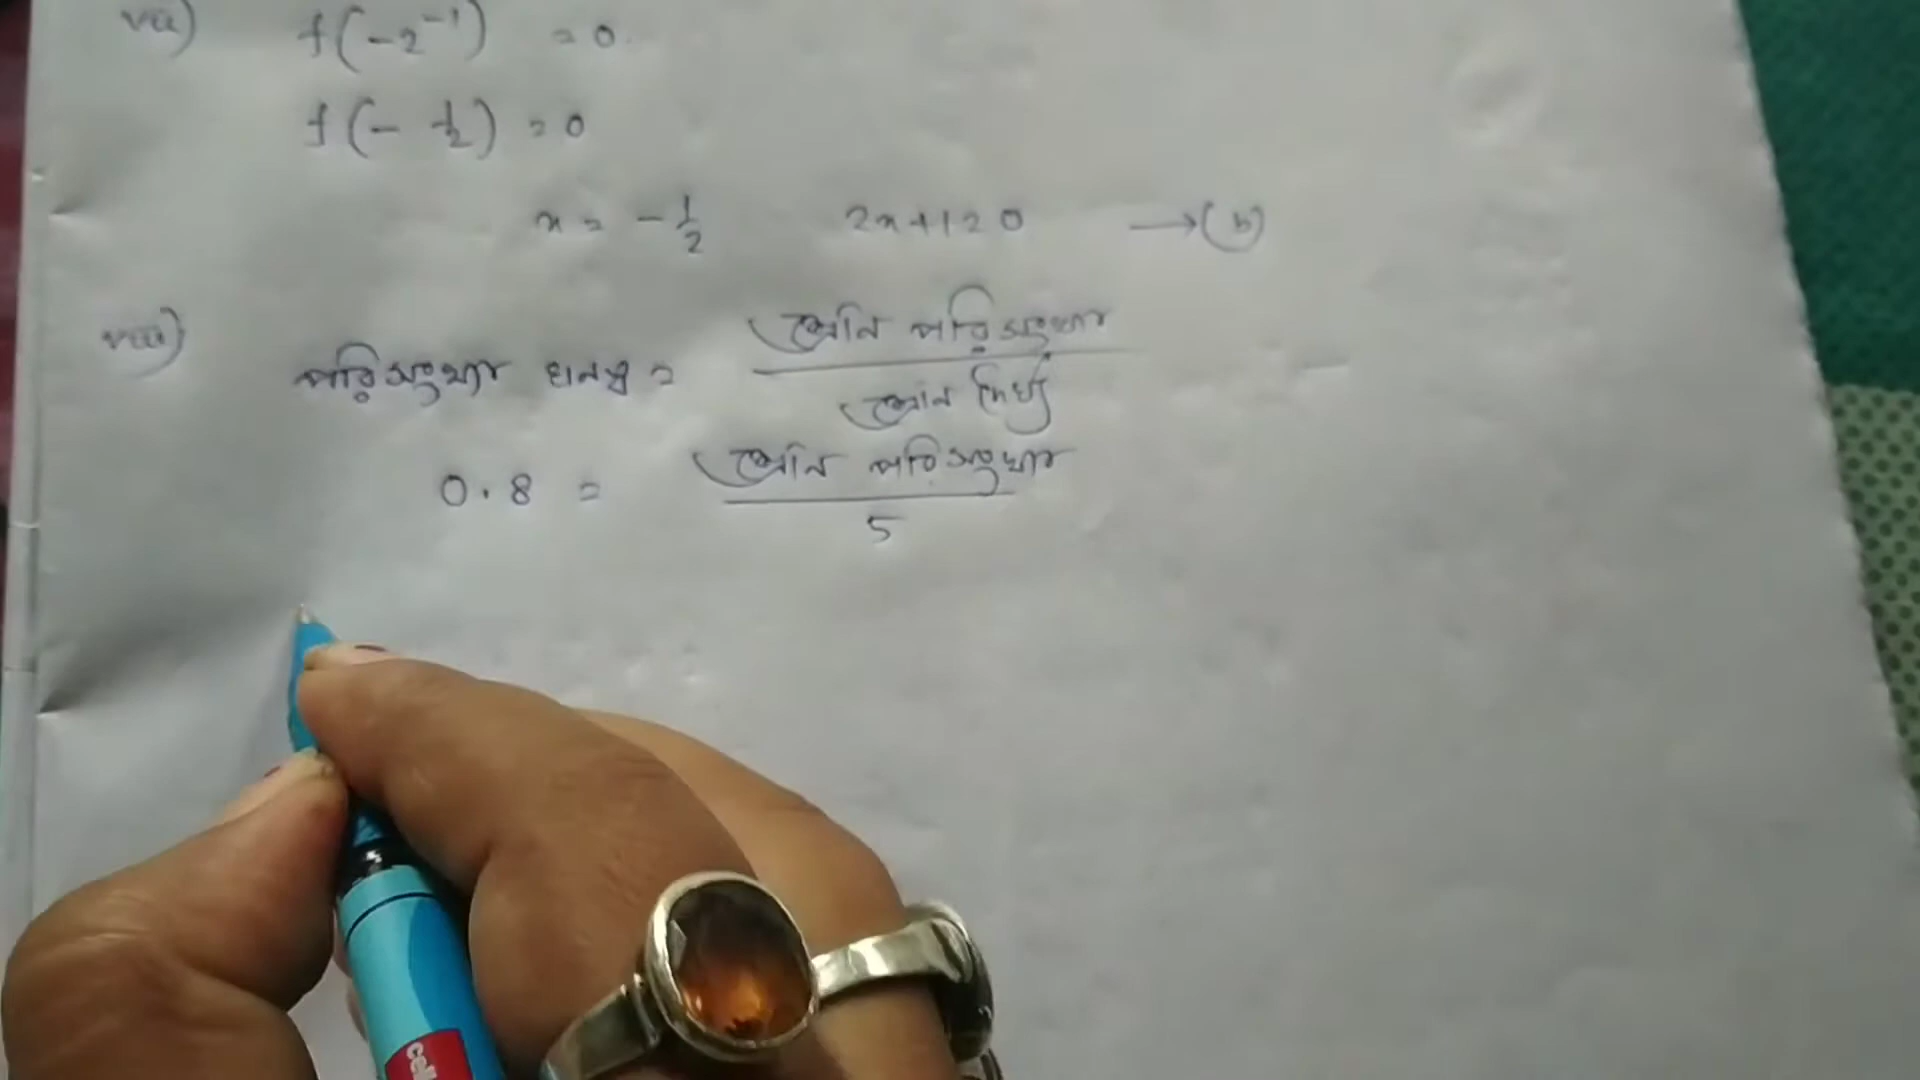 vii) f(-2⁻¹) = 0
f(- 1/2) = 0
x = - 1/2 2x+1=0 →(b)
viii) পরিসংখ্যা ঘনত্ব = শ্রেনি পরিসংখ্যা / শ্রেনি দৈর্ঘ্য
0.8 = শ্রেনি পরিসংখ্যা / 5
cell